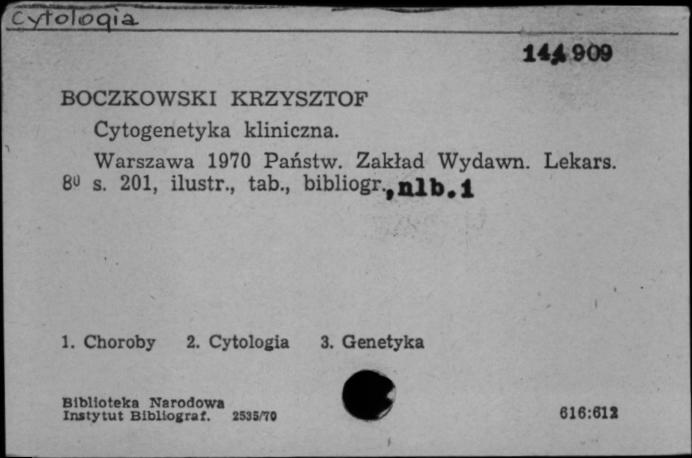 Cytologia
144909
BOCZKOWSKI KRZYSZTOF
Cytogenetyka kliniczna.
Warszawa 1970 Państw. Zakład Wydawn. Lekars.
8⁰ s. 201, ilustr., tab., bibliogr., nlb. 1
1. Choroby 2. Cytologia 3. Genetyka
Biblioteka Narodowa
Instytut Bibliograf. 2535/70
616:612